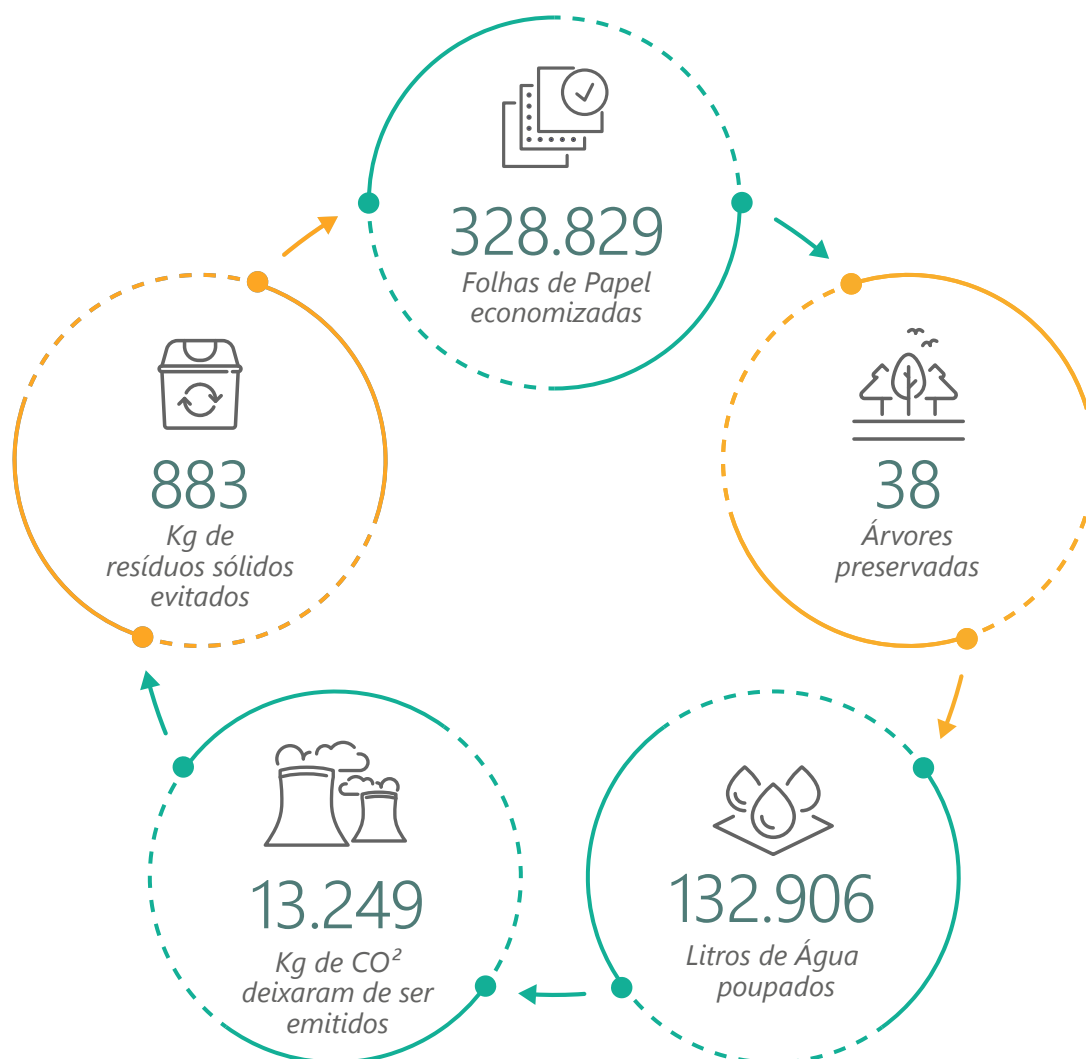 328.829
Folhas de Papel
economizadas
38
Árvores
preservadas
132.906
Litros de Água
poupados
13.249
Kg de CO²
deixaram de ser
emitidos
883
Kg de
resíduos sólidos
evitados